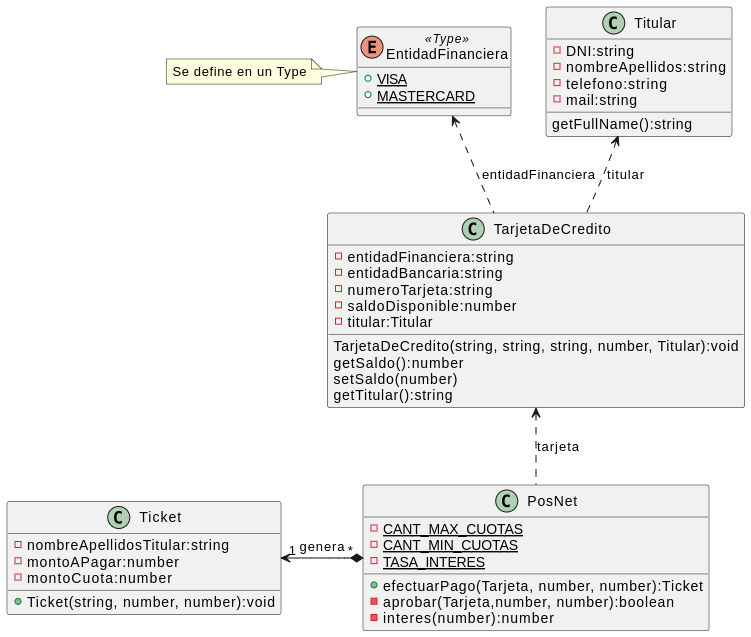 «Type»
E EntidadFinanciera
VISA
MASTERCARD
Se define en un Type
C Titular
DNI:string
nombreApellidos:string
telefono:string
mail:string
getFullName():string
entidadFinanciera
titular
C TarjetaDeCredito
entidadFinanciera:string
entidadBancaria:string
numeroTarjeta:string
saldoDisponible:number
titular:Titular
TarjetaDeCredito(string, string, string, number, Titular):void
getSaldo():number
setSaldo(number)
getTitular():string
tarjeta
C Ticket
nombreApellidosTitular:string
montoAPagar:number
montoCuota:number
Ticket(string, number, number):void
1 genera *
C PosNet
CANT_MAX_CUOTAS
CANT_MIN_CUOTAS
TASA_INTERES
efectuarPago(Tarjeta, number, number):Ticket
aprobar(Tarjeta,number, number):boolean
interes(number):number